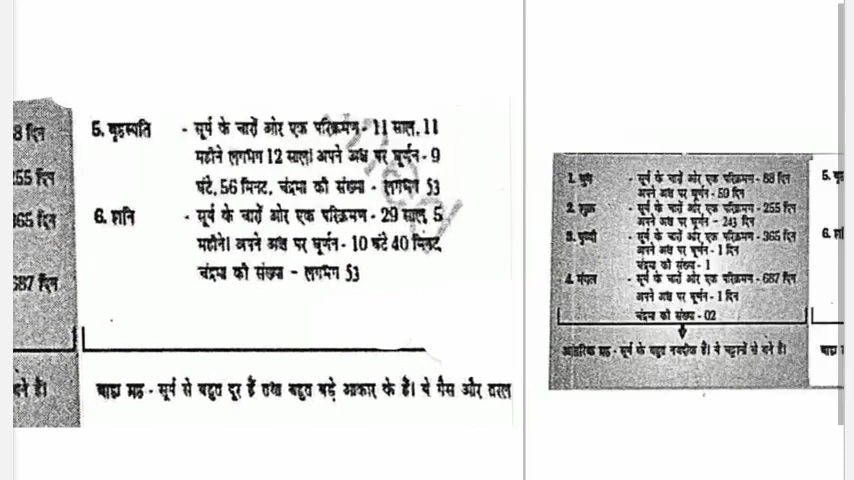 8 दिन
255 दिन
365 दिन
687 दिन
बने हैं।
5. बृहस्पति - सूर्य के चारों ओर एक परिक्रमण - 11 साल, 11
महीने लगभग 12 साल। अपने अक्ष पर घूर्णन - 9
घंटे, 56 मिनट, चंद्रमा की संख्या - लगभग 53
6. शनि - सूर्य के चारों ओर एक परिक्रमण - 29 साल, 5
महीने। अपने अक्ष पर घूर्णन - 10 घंटे 40 मिनट,
चंद्रमा की संख्या - लगभग 53
बाह्य ग्रह - सूर्य से बहुत दूर हैं तथा बहुत बड़े आकार के हैं। ये गैस और तरल
1. बुध - सूर्य के चारों ओर एक परिक्रमण - 88 दिन
अपने अक्ष पर घूर्णन - 59 दिन
2. शुक्र - सूर्य के चारों ओर एक परिक्रमण - 255 दिन
अपने अक्ष पर घूर्णन - 243 दिन
3. पृथ्वी - सूर्य के चारों ओर एक परिक्रमण - 365 दिन
अपने अक्ष पर घूर्णन - 1 दिन
चंद्रमा की संख्या - 1
4. मंगल - सूर्य के चारों ओर एक परिक्रमण - 687 दिन
अपने अक्ष पर घूर्णन - 1 दिन
चंद्रमा की संख्या - 02
आंतरिक ग्रह - सूर्य के बहुत नजदीक हैं। ये चट्टानों से बने हैं।
5. बृ
6. श